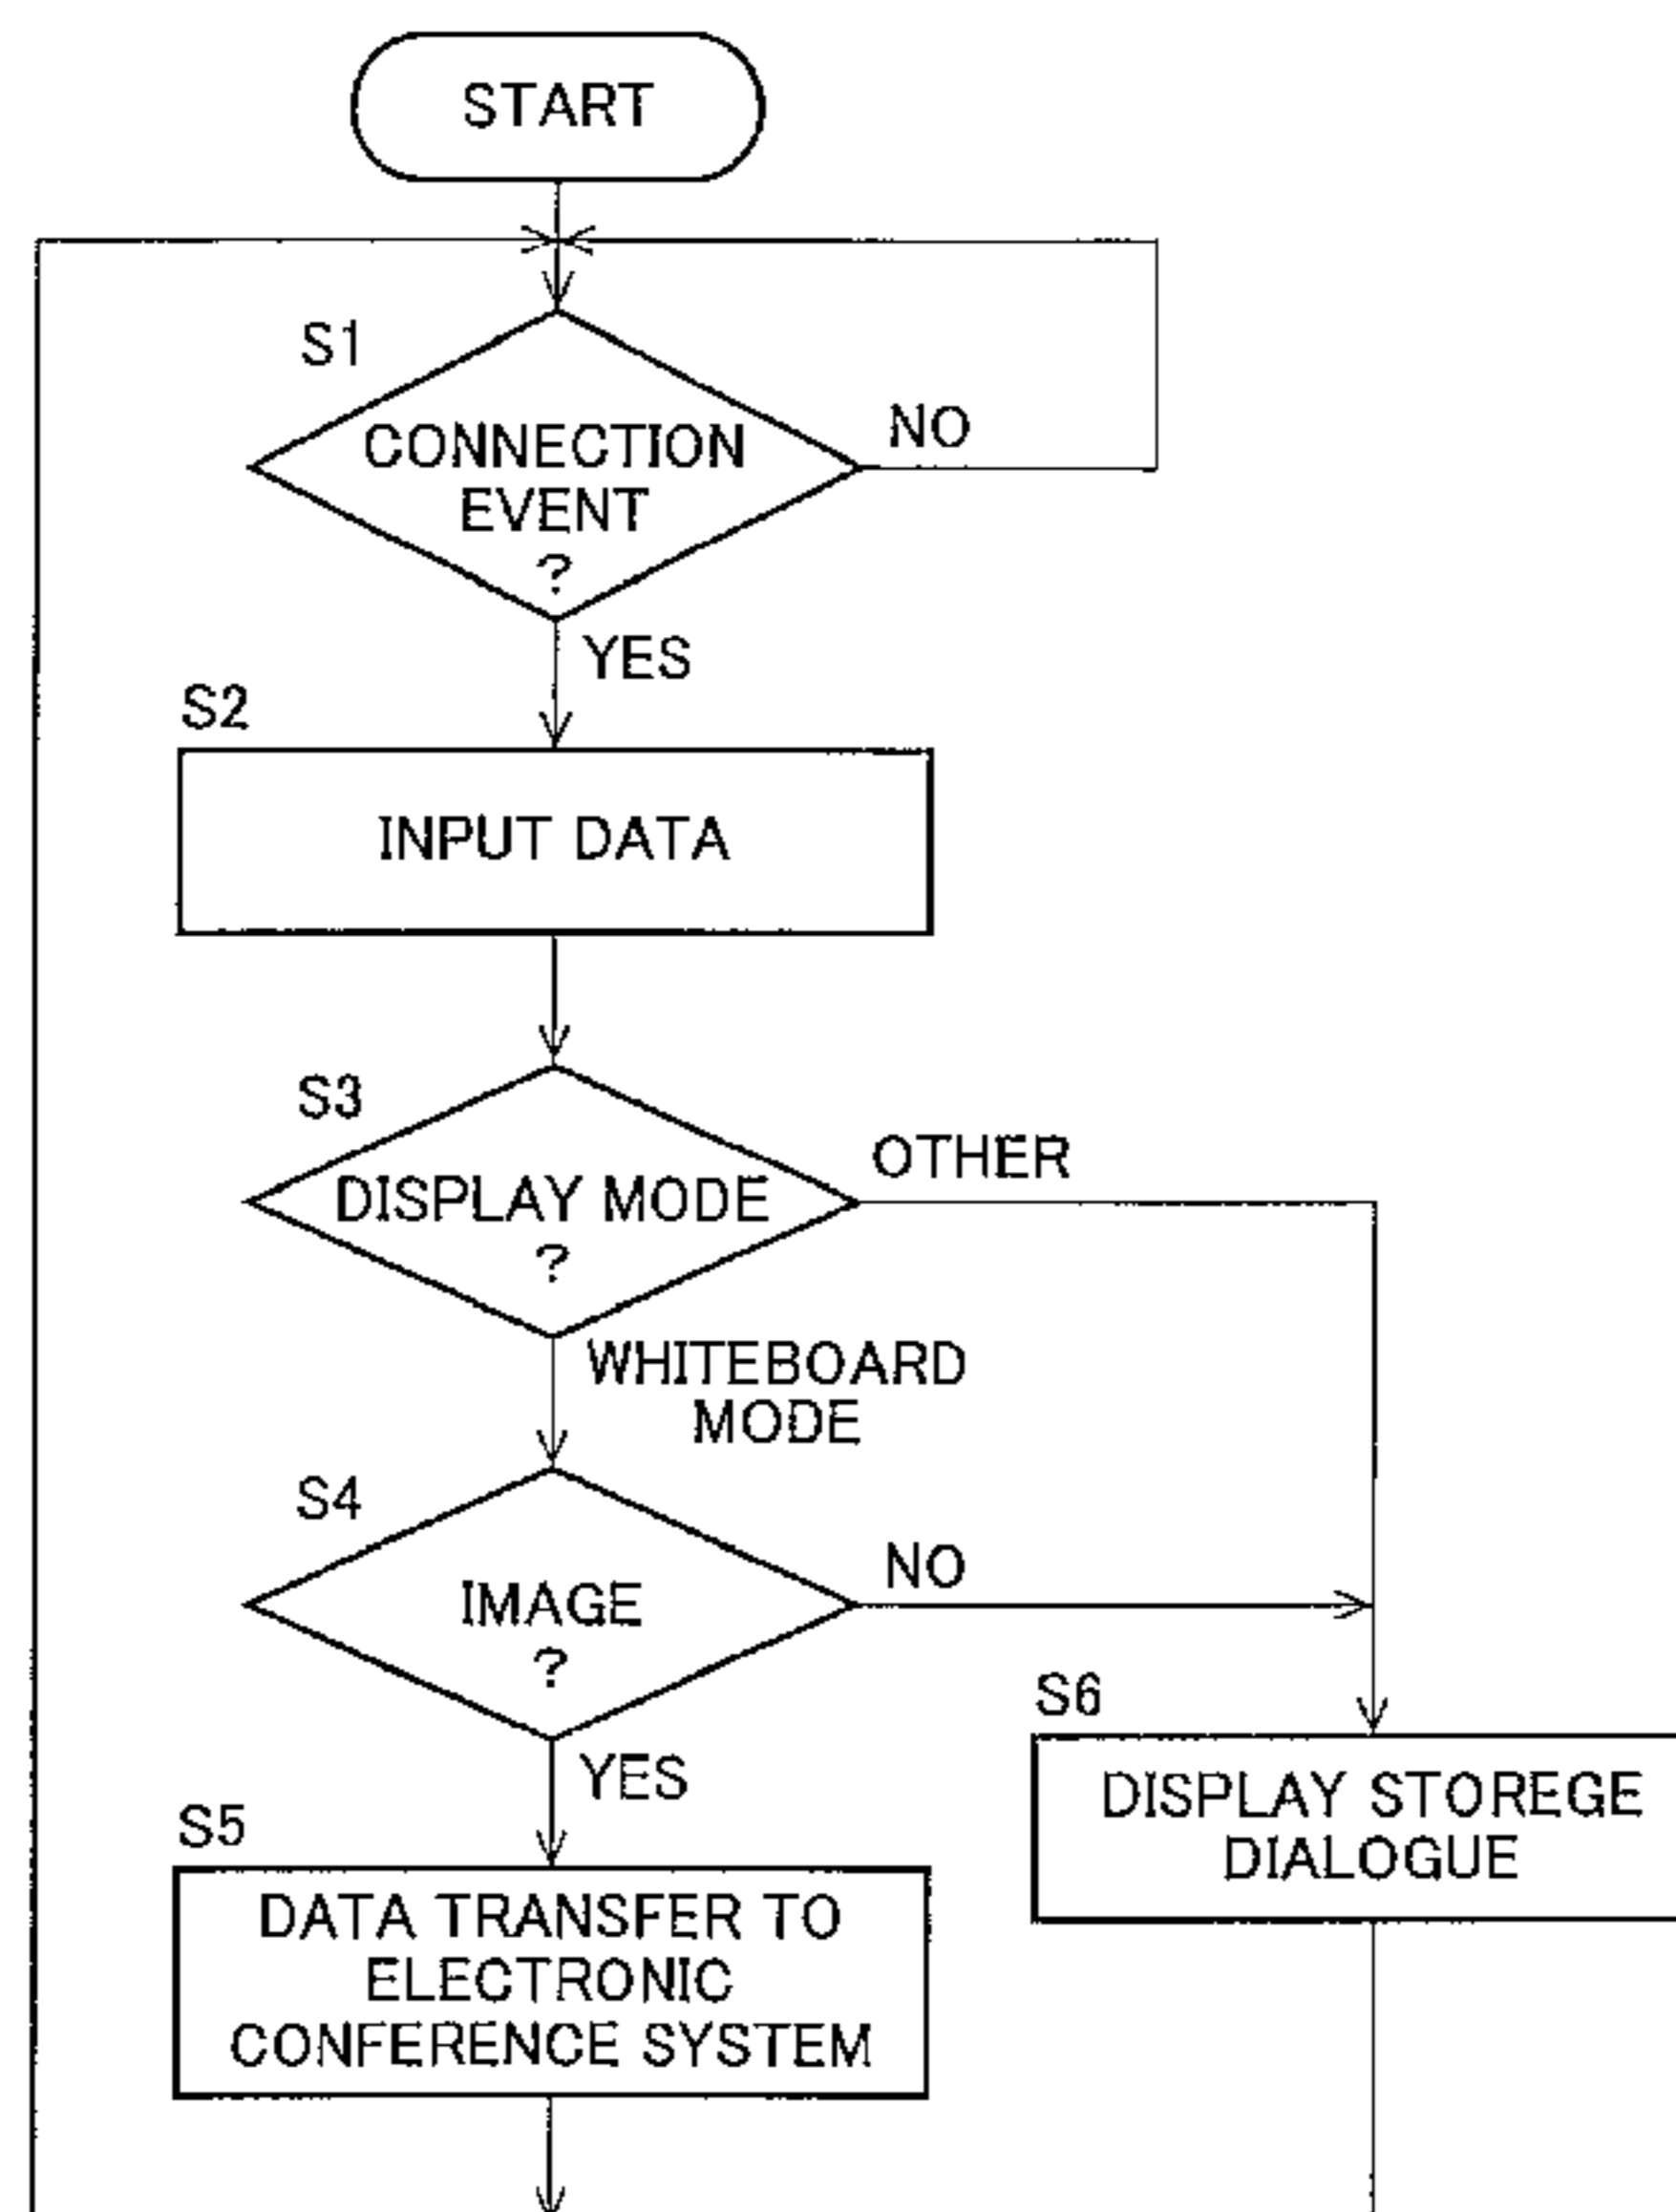 START
S1
CONNECTION
EVENT
?
NO
YES
S2
INPUT DATA
S3
DISPLAY MODE
?
OTHER
WHITEBOARD
MODE
S4
IMAGE
?
NO
YES
S6
DISPLAY STOREGE
DIALOGUE
S5
DATA TRANSFER TO
ELECTRONIC
CONFERENCE SYSTEM